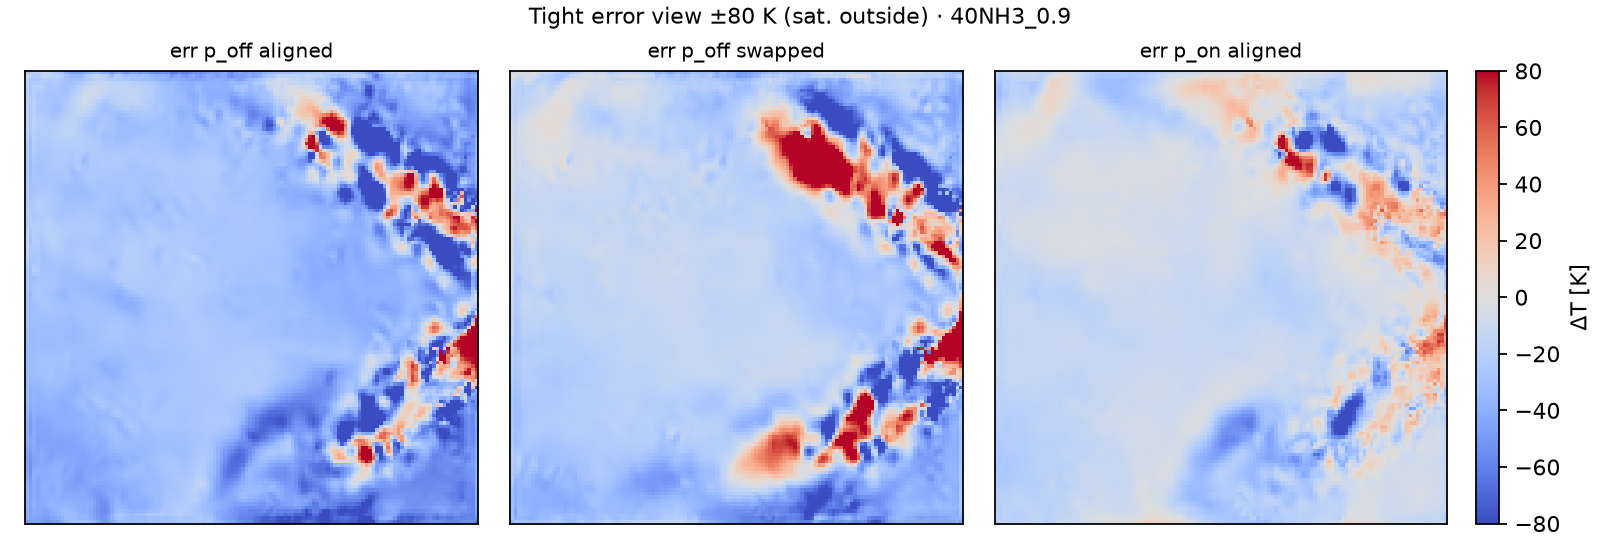 Tight error view ±80 K (sat. outside) · 40NH3_0.9
err p_off aligned
err p_off swapped
err p_on aligned
80
60
40
20
0
−20
−40
−60
−80
ΔT [K]